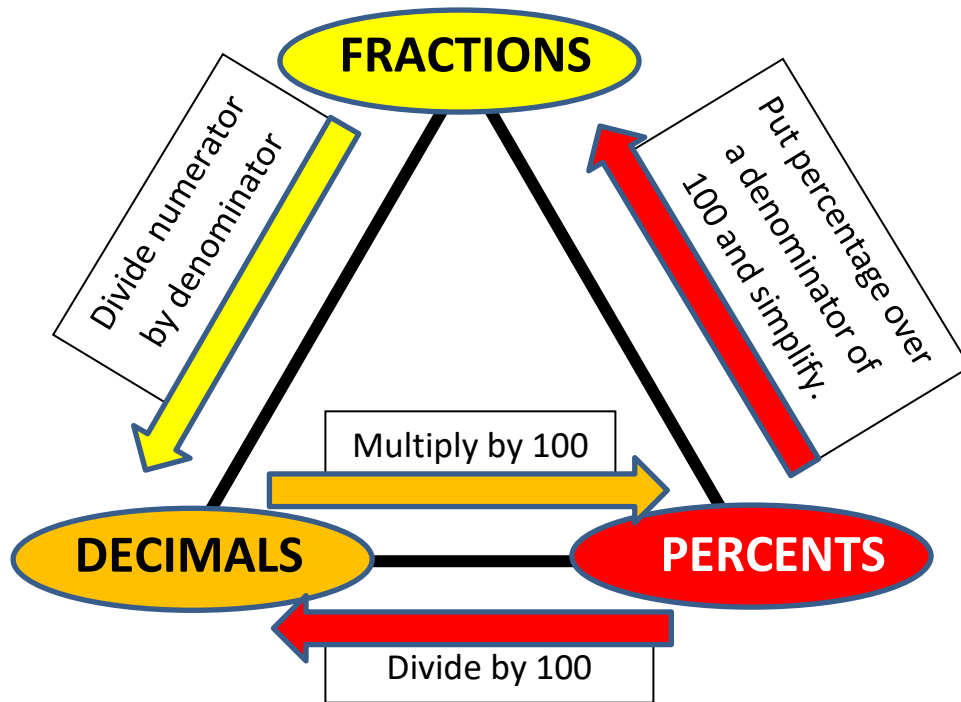 FRACTIONS
Divide numerator
by denominator
Put percentage over
a denominator of
100 and simplify.
Multiply by 100
DECIMALS
PERCENTS
Divide by 100